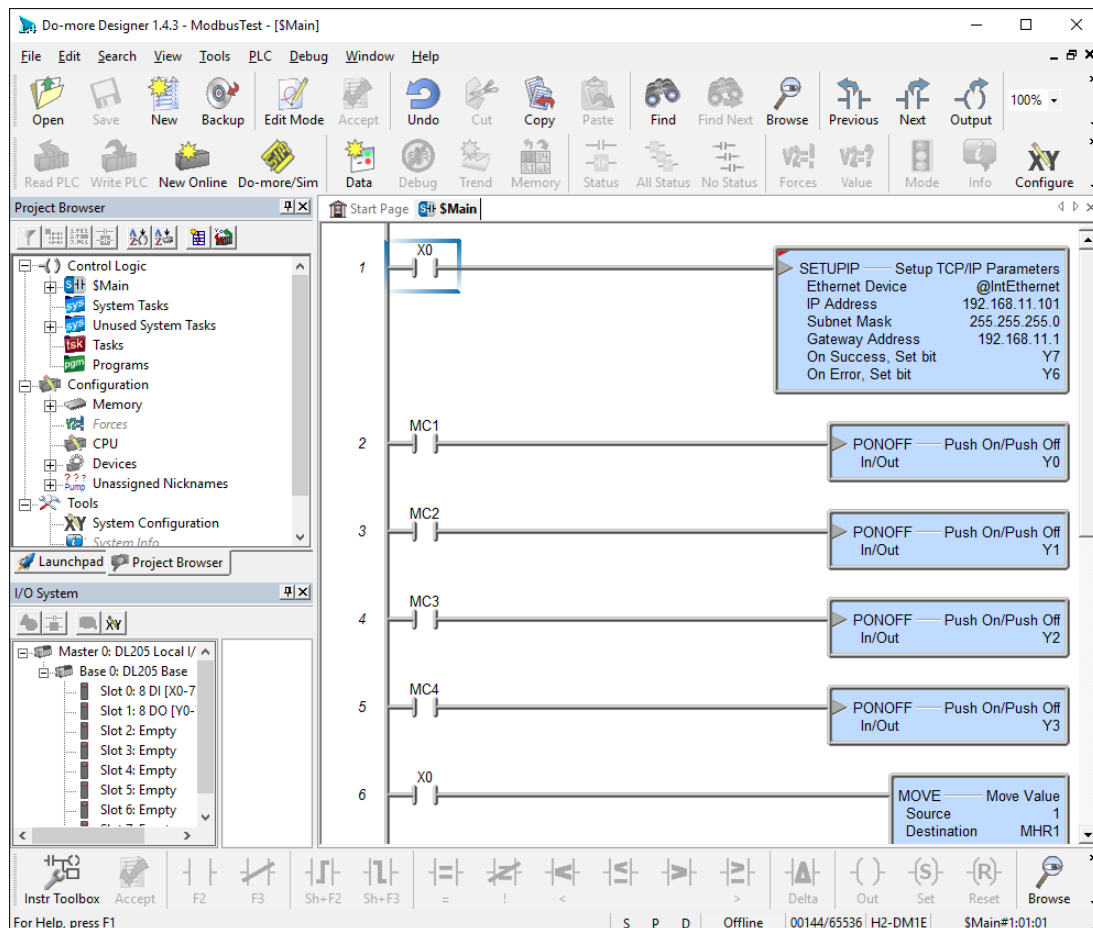 Do-more Designer 1.4.3 - ModbusTest - [$Main]
File Edit Search View Tools PLC Debug Window Help
Open Save New Backup Edit Mode Accept Undo Cut Copy Paste Find Find Next Browse Previous Next Output 100%
Read PLC Write PLC New Online Do-more/Sim Data Debug Trend Memory Status All Status No Status Forces Value Mode Info Configure
Project Browser
Start Page $Main
Control Logic
$Main
System Tasks
Unused System Tasks
Tasks
Programs
Configuration
Memory
Forces
CPU
Devices
Unassigned Nicknames
Tools
System Configuration
System Info
Launchpad Project Browser
I/O System
Master 0: DL205 Local I/
Base 0: DL205 Base
Slot 0: 8 DI [X0-7
Slot 1: 8 DO [Y0-
Slot 2: Empty
Slot 3: Empty
Slot 4: Empty
Slot 5: Empty
Slot 6: Empty
1
X0
SETUPIP Setup TCP/IP Parameters
Ethernet Device @IntEthernet
IP Address 192.168.11.101
Subnet Mask 255.255.255.0
Gateway Address 192.168.11.1
On Success, Set bit Y7
On Error, Set bit Y6
2
MC1
PONOFF Push On/Push Off
In/Out Y0
3
MC2
PONOFF Push On/Push Off
In/Out Y1
4
MC3
PONOFF Push On/Push Off
In/Out Y2
5
MC4
PONOFF Push On/Push Off
In/Out Y3
6
X0
MOVE Move Value
Source 1
Destination MHR1
Instr Toolbox Accept F2 F3 Sh+F2 Sh+F3 = ! < > Delta Out Set Reset Browse
For Help, press F1 S P D Offline 00144/65536 H2-DM1E $Main#1:01:01